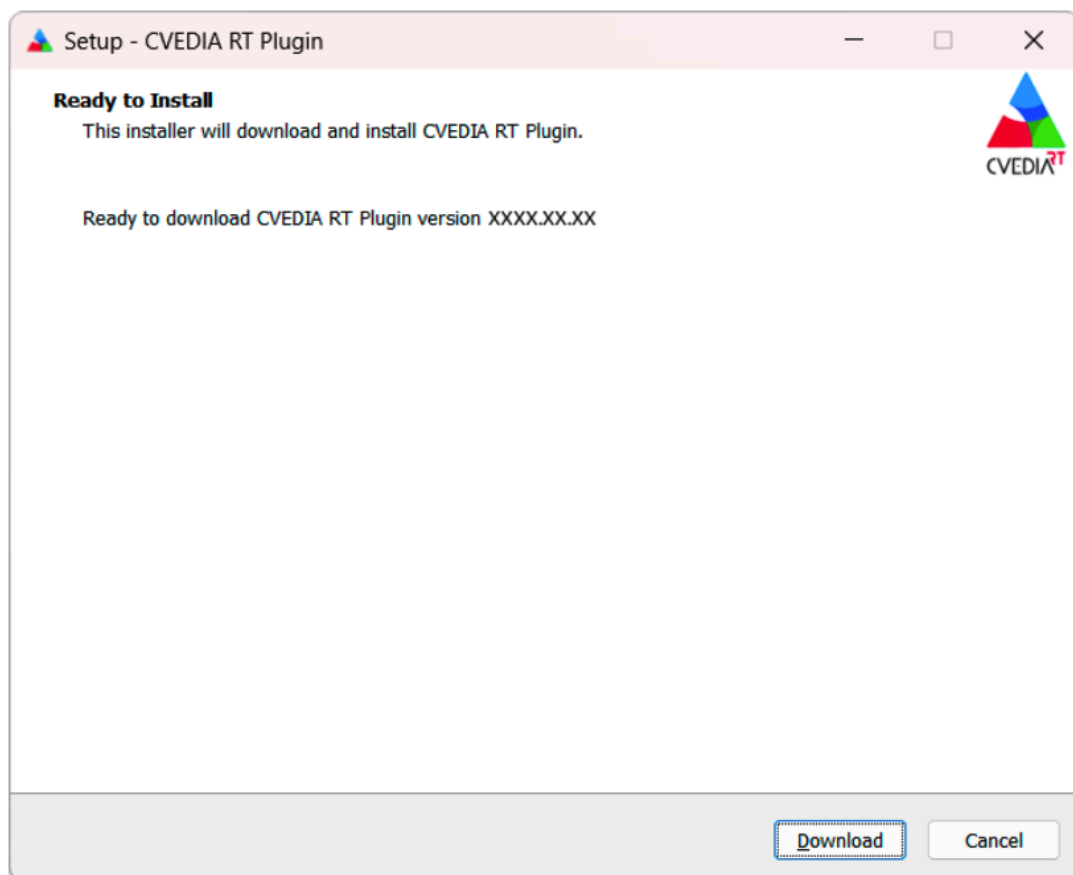 Setup - CVEDIA RT Plugin
Ready to Install
This installer will download and install CVEDIA RT Plugin.
CVEDIA RT
Ready to download CVEDIA RT Plugin version XXXX.XX.XX
Download
Cancel